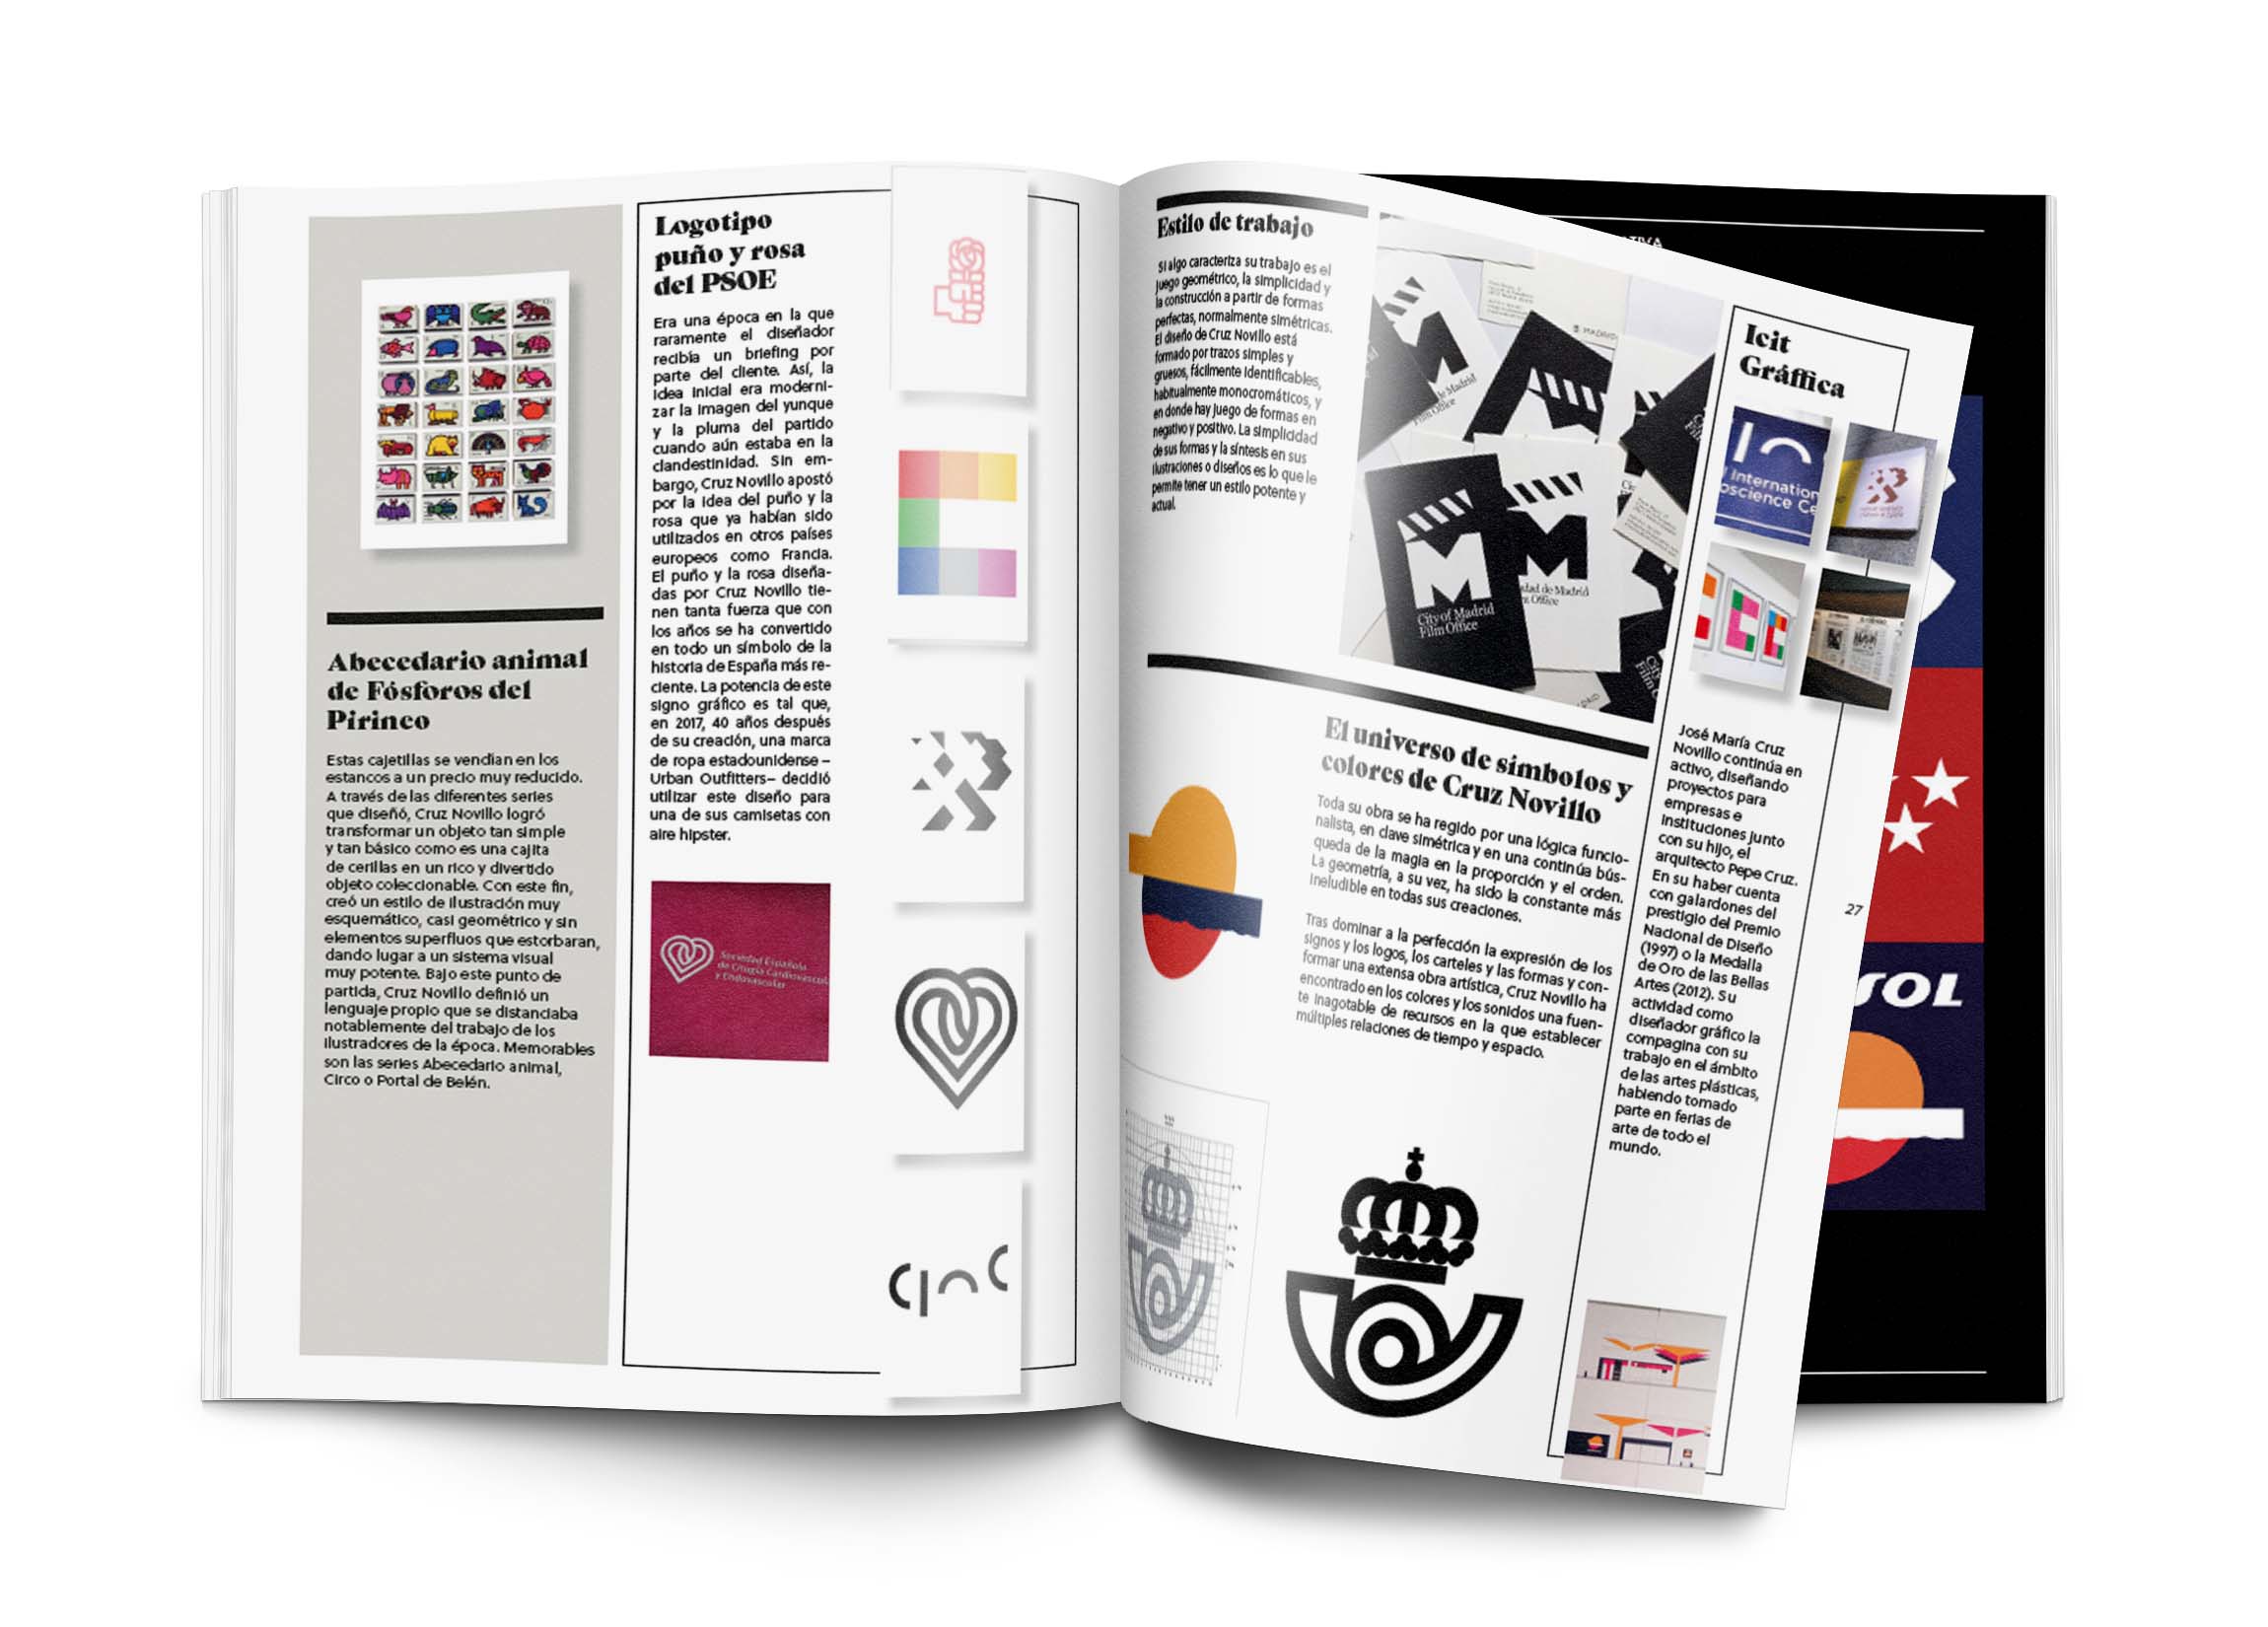 Abecedario animal
de Fósforos del
Pirineo
Estas cajetillas se vendían en los
estancos a un precio muy reducido.
A través de las diferentes series
que diseñó, Cruz Novillo logró
transformar un objeto tan simple
y tan básico como es una cajita
de cerillas en un rico y divertido
objeto coleccionable. Con este fin,
creó un estilo de ilustración muy
esquemático, casi geométrico y sin
elementos superfluos que estorbaran,
dando lugar a un sistema visual
muy potente. Bajo este punto de
partida, Cruz Novillo definió un
lenguaje propio que se distanciaba
notablemente del trabajo de los
ilustradores de la época. Memorables
son las series Abecedario animal,
Circo o Portal de Belén.
Logotipo
puño y rosa
del PSOE
Era una época en la que
raramente el diseñador
recibía un briefing por
parte del cliente. Así, la
idea inicial era moderni-
zar la imagen del yunque
y la pluma del partido
cuando aún estaba en la
clandestinidad. Sin em-
bargo, Cruz Novillo apostó
por la idea del puño y la
rosa que ya habían sido
utilizados en otros países
europeos como Francia.
El puño y la rosa diseña-
das por Cruz Novillo tie-
nen tanta fuerza que con
los años se ha convertido
en todo un símbolo de la
historia de España más re-
ciente. La potencia de este
signo gráfico es tal que,
en 2017, 40 años después
de su creación, una marca
de ropa estadounidense –
Urban Outfitters– decidió
utilizar este diseño para
una de sus camisetas con
aire hipster.
Sociedad Española
de Cirugía Cardiovascul
y Endovascular
Estilo de trabajo
Si algo caracteriza su trabajo es el
juego geométrico, la simplicidad y
la construcción a partir de formas
perfectas, normalmente simétricas.
El diseño de Cruz Novillo está
formado por trazos simples y
gruesos, fácilmente identificables,
habitualmente monocromáticos, y
en donde hay juego de formas en
negativo y positivo. La simplicidad
de sus formas y la síntesis en sus
ilustraciones o diseños es lo que le
permite tener un estilo potente y
actual.
de Madrid
Film Office
City of Madrid
Film Office
dad de Madrid
Office
El universo de símbolos y
colores de Cruz Novillo
Toda su obra se ha regido por una lógica funcio-
nalista, en clave simétrica y en una continúa bús-
queda de la magia en la proporción y el orden.
La geometría, a su vez, ha sido la constante más
ineludible en todas sus creaciones.
Tras dominar a la perfección la expresión de los
signos y los logos, los carteles y las formas y con-
formar una extensa obra artística, Cruz Novillo ha
encontrado en los colores y los sonidos una fuen-
te inagotable de recursos en la que establecer
múltiples relaciones de tiempo y espacio.
Icit
Gráffica
Internation
oscience Ce
José María Cruz
Novillo continúa en
activo, diseñando
proyectos para
empresas e
instituciones junto
con su hijo, el
arquitecto Pepe Cruz.
En su haber cuenta
con galardones del
prestigio del Premio
Nacional de Diseño
(1997) o la Medalla
de Oro de las Bellas
Artes (2012). Su
actividad como
diseñador gráfico la
compagina con su
trabajo en el ámbito
de las artes plásticas,
habiendo tomado
parte en ferias de
arte de todo el
mundo.
27
SOL